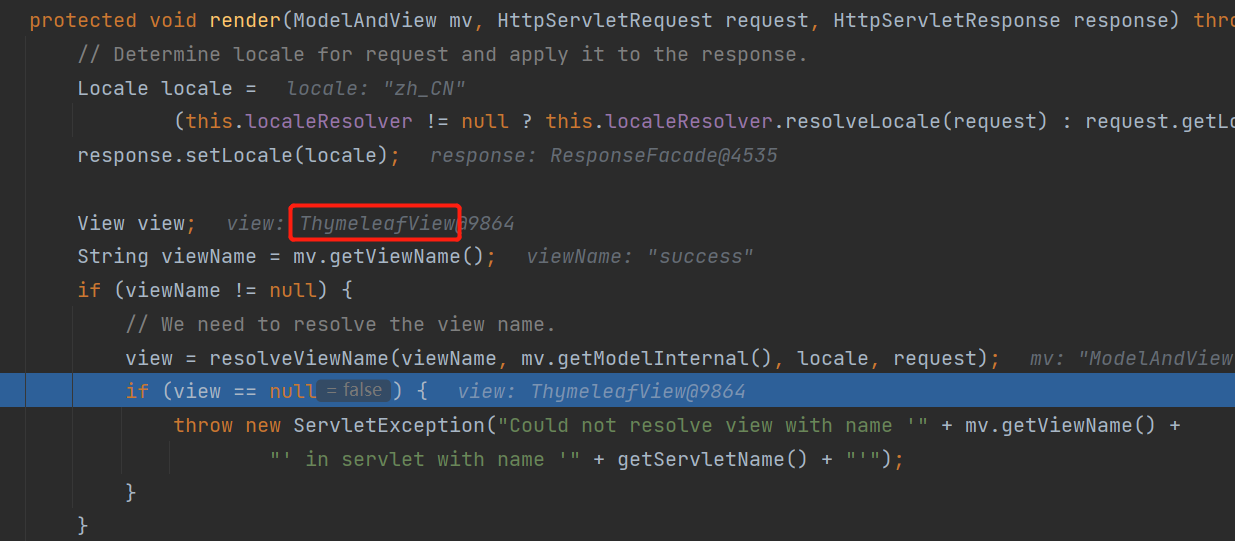 protected void render(ModelAndView mv, HttpServletRequest request, HttpServletResponse response) thro
// Determine locale for request and apply it to the response.
Locale locale = locale: "zh_CN"
(this.localeResolver != null ? this.localeResolver.resolveLocale(request) : request.getLo
response.setLocale(locale); response: ResponseFacade@4535
View view; view: ThymeleafView@9864
String viewName = mv.getViewName(); viewName: "success"
if (viewName != null) {
// We need to resolve the view name.
view = resolveViewName(viewName, mv.getModelInternal(), locale, request); mv: "ModelAndView
if (view == null = false ) { view: ThymeleafView@9864
throw new ServletException("Could not resolve view with name '" + mv.getViewName() +
"' in servlet with name '" + getServletName() + "'");
}
}